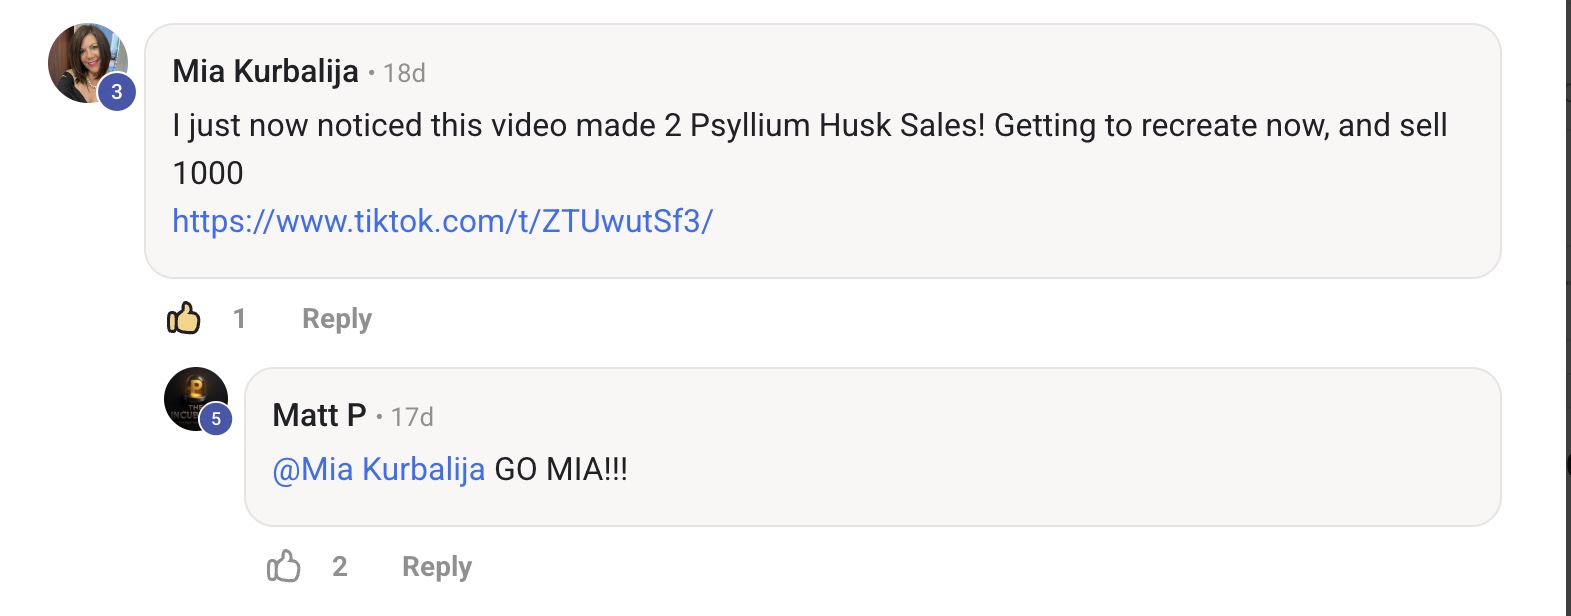 3
Mia Kurbalija • 18d
I just now noticed this video made 2 Psyllium Husk Sales! Getting to recreate now, and sell
1000
https://www.tiktok.com/t/ZTUwutSf3/
1 Reply
THE
5
Matt P • 17d
@Mia Kurbalija GO MIA!!!
2 Reply